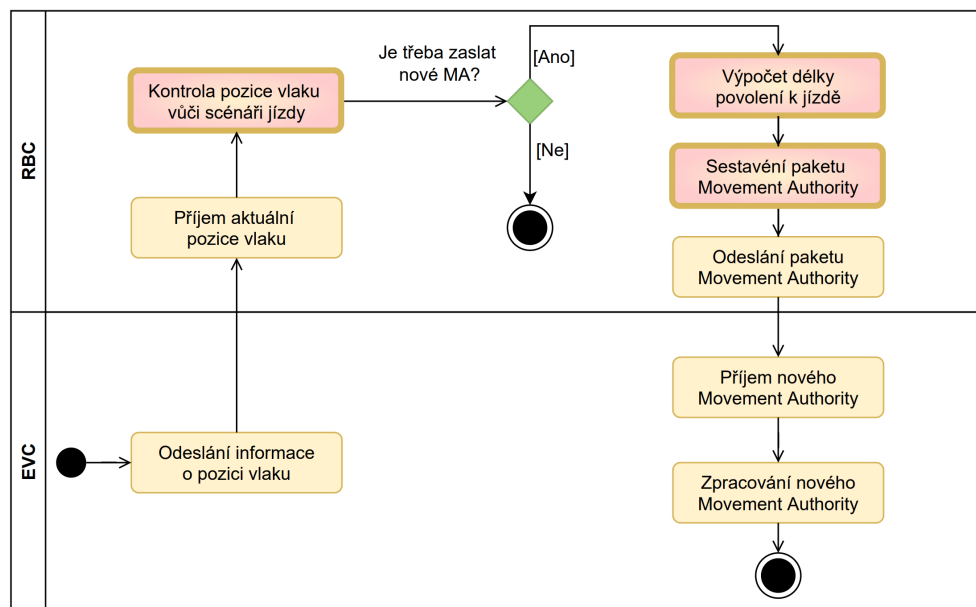 RBC
Kontrola pozice vlaku
vůči scénáři jízdy
Je třeba zaslat
nové MA?
[Ano]
[Ne]
Výpočet délky
povolení k jízdě
Sestavéní paketu
Movement Authority
Příjem aktuální
pozice vlaku
Odeslání paketu
Movement Authority
EVC
Odeslání informace
o pozici vlaku
Příjem nového
Movement Authority
Zpracování nového
Movement Authority